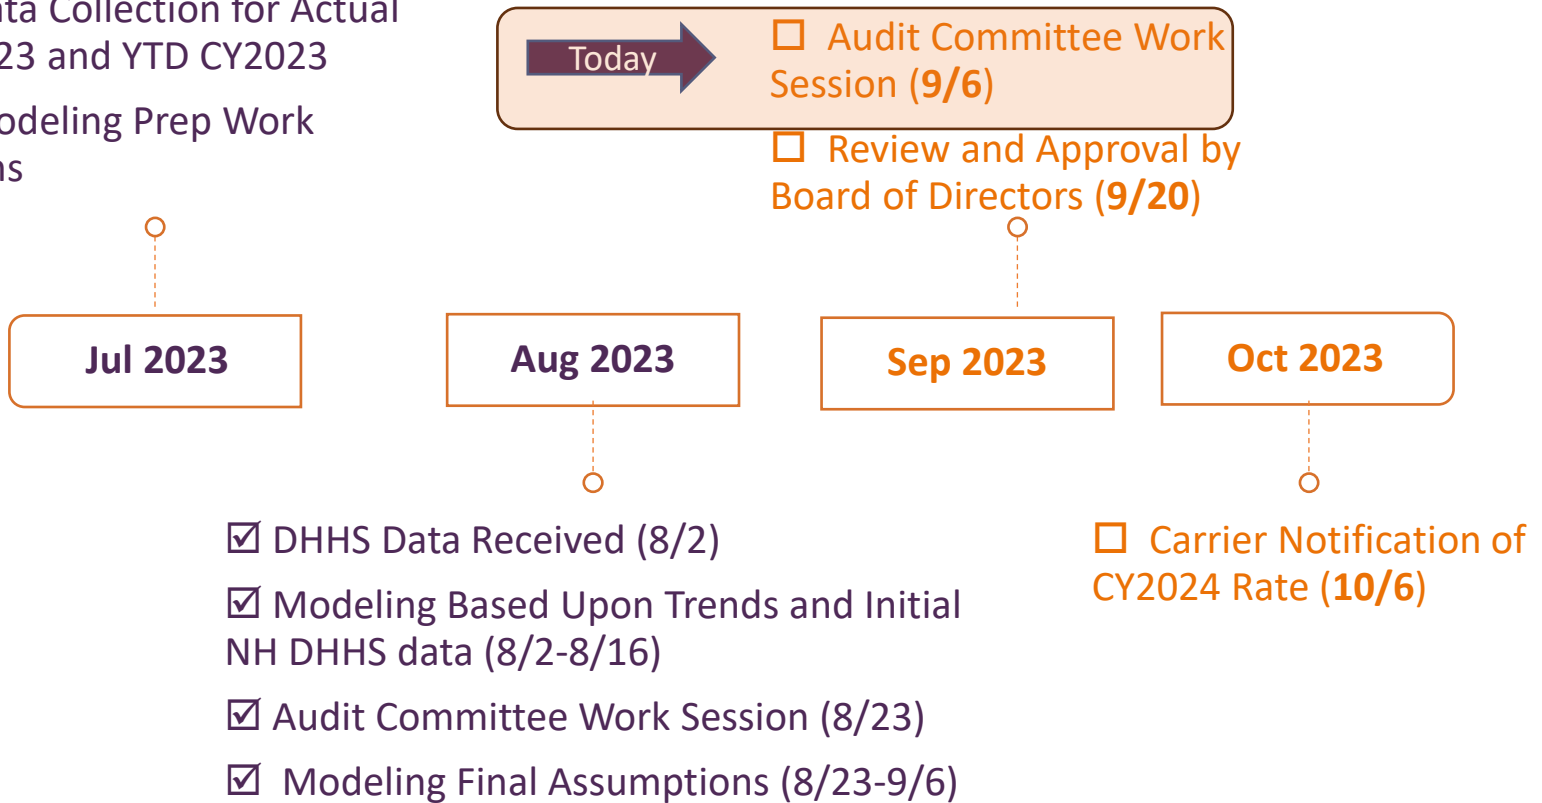 ta Collection for Actual
23 and YTD CY2023
odeling Prep Work
ns
Today
☐ Audit Committee Work
Session (9/6)
☐ Review and Approval by
Board of Directors (9/20)
Jul 2023
Aug 2023
Sep 2023
Oct 2023
☑ DHHS Data Received (8/2)
☑ Modeling Based Upon Trends and Initial
NH DHHS data (8/2-8/16)
☑ Audit Committee Work Session (8/23)
☑ Modeling Final Assumptions (8/23-9/6)
☐ Carrier Notification of
CY2024 Rate (10/6)